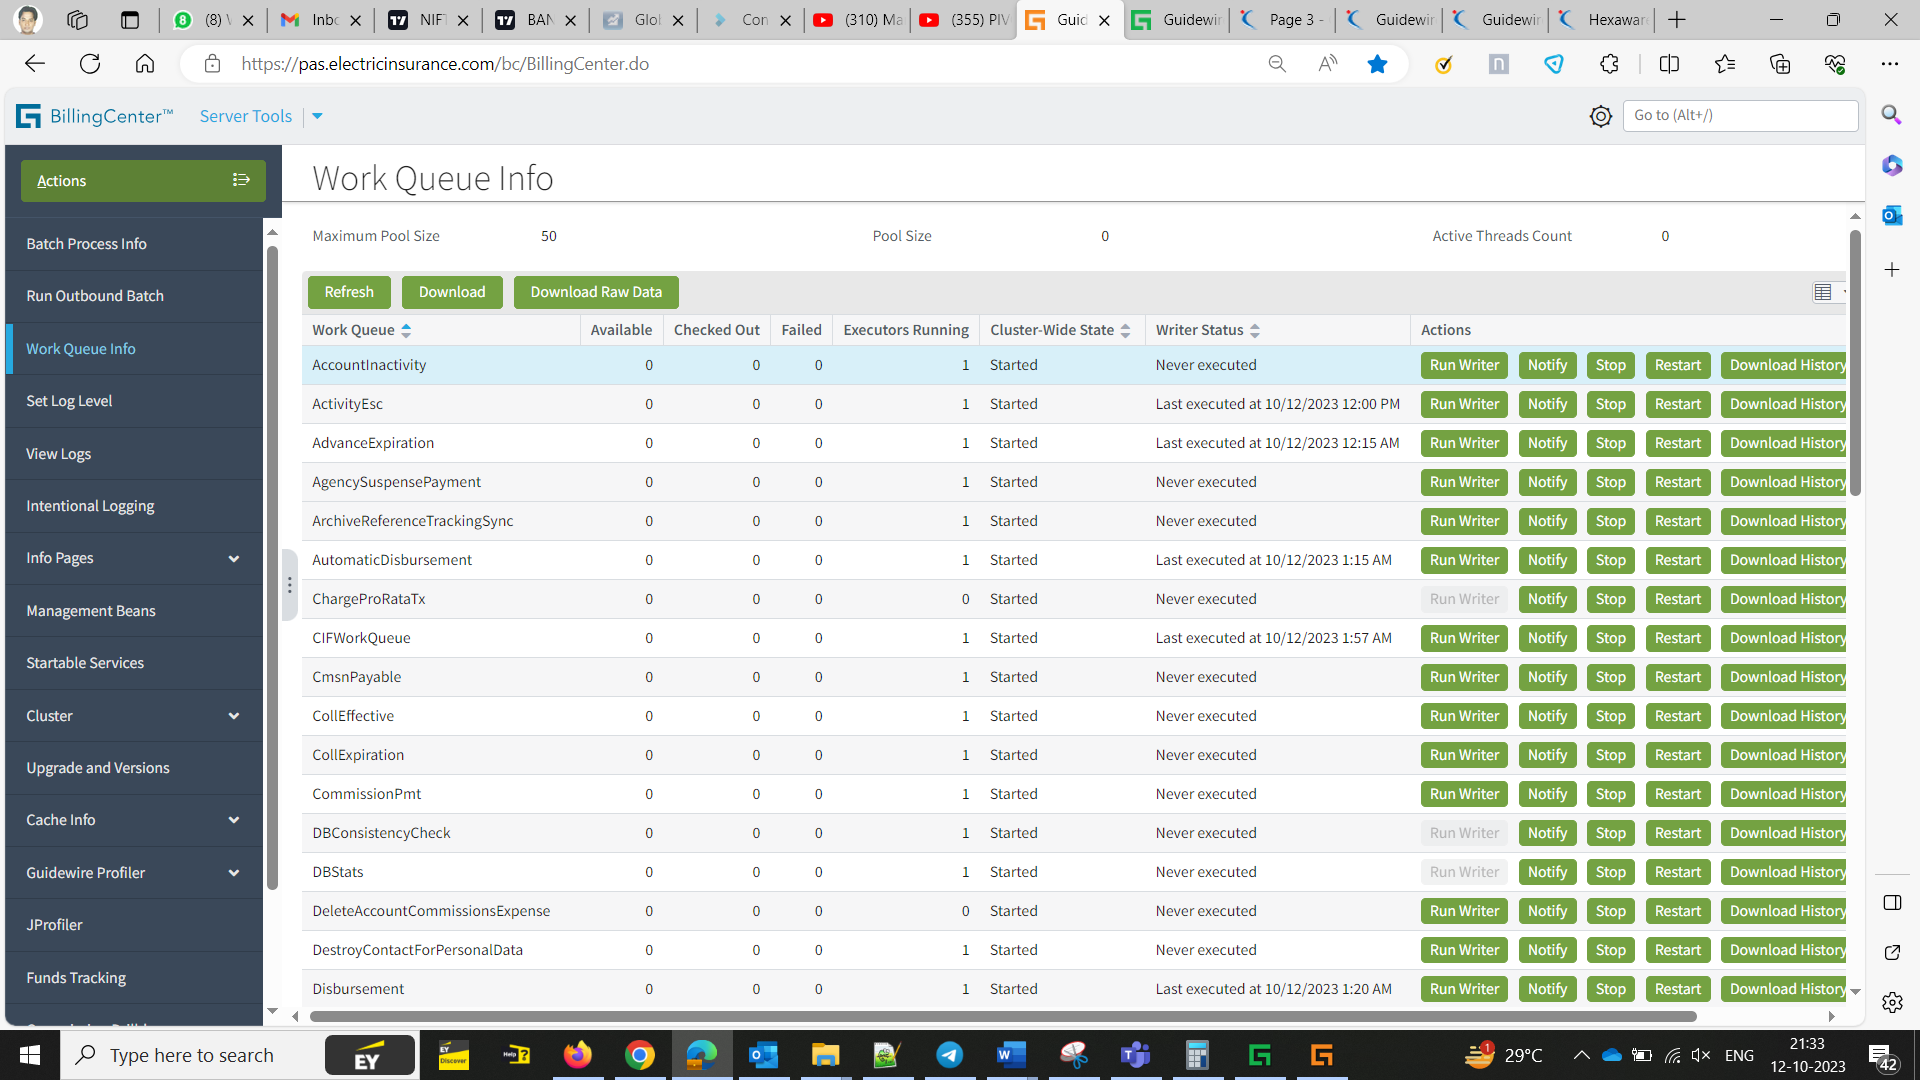 (8) W
Inbo
NIFT
BAN
Glob
Con
(310) Ma
(355) PIV
Guid
Guidewir
Page 3 -
Guidewir
Guidewir
Hexaware
https://pas.electricinsurance.com/bc/BillingCenter.do
BillingCenter™ Server Tools
Go to (Alt+/)
Actions
Batch Process Info
Run Outbound Batch
Work Queue Info
Set Log Level
View Logs
Intentional Logging
Info Pages
Management Beans
Startable Services
Cluster
Upgrade and Versions
Cache Info
Guidewire Profiler
JProfiler
Funds Tracking
Work Queue Info
Maximum Pool Size 50 Pool Size 0 Active Threads Count 0
Refresh Download Download Raw Data
Work Queue Available Checked Out Failed Executors Running Cluster-Wide State Writer Status Actions
AccountInactivity 0 0 0 1 Started Never executed Run Writer Notify Stop Restart Download History
ActivityEsc 0 0 0 1 Started Last executed at 10/12/2023 12:00 PM Run Writer Notify Stop Restart Download History
AdvanceExpiration 0 0 0 1 Started Last executed at 10/12/2023 12:15 AM Run Writer Notify Stop Restart Download History
AgencySuspensePayment 0 0 0 1 Started Never executed Run Writer Notify Stop Restart Download History
ArchiveReferenceTrackingSync 0 0 0 1 Started Never executed Run Writer Notify Stop Restart Download History
AutomaticDisbursement 0 0 0 1 Started Last executed at 10/12/2023 1:15 AM Run Writer Notify Stop Restart Download History
ChargeProRataTx 0 0 0 0 Started Never executed Run Writer Notify Stop Restart Download History
CIFWorkQueue 0 0 0 1 Started Last executed at 10/12/2023 1:57 AM Run Writer Notify Stop Restart Download History
CmsnPayable 0 0 0 1 Started Never executed Run Writer Notify Stop Restart Download History
CollEffective 0 0 0 1 Started Never executed Run Writer Notify Stop Restart Download History
CollExpiration 0 0 0 1 Started Never executed Run Writer Notify Stop Restart Download History
CommissionPmt 0 0 0 1 Started Never executed Run Writer Notify Stop Restart Download History
DBConsistencyCheck 0 0 0 1 Started Never executed Run Writer Notify Stop Restart Download History
DBStats 0 0 0 1 Started Never executed Run Writer Notify Stop Restart Download History
DeleteAccountCommissionsExpense 0 0 0 0 Started Never executed Run Writer Notify Stop Restart Download History
DestroyContactForPersonalData 0 0 0 1 Started Never executed Run Writer Notify Stop Restart Download History
Disbursement 0 0 0 1 Started Last executed at 10/12/2023 1:20 AM Run Writer Notify Stop Restart Download History
Type here to search
EY
EY
Discover
Help?
1
29°C
ENG
21:33
12-10-2023
42